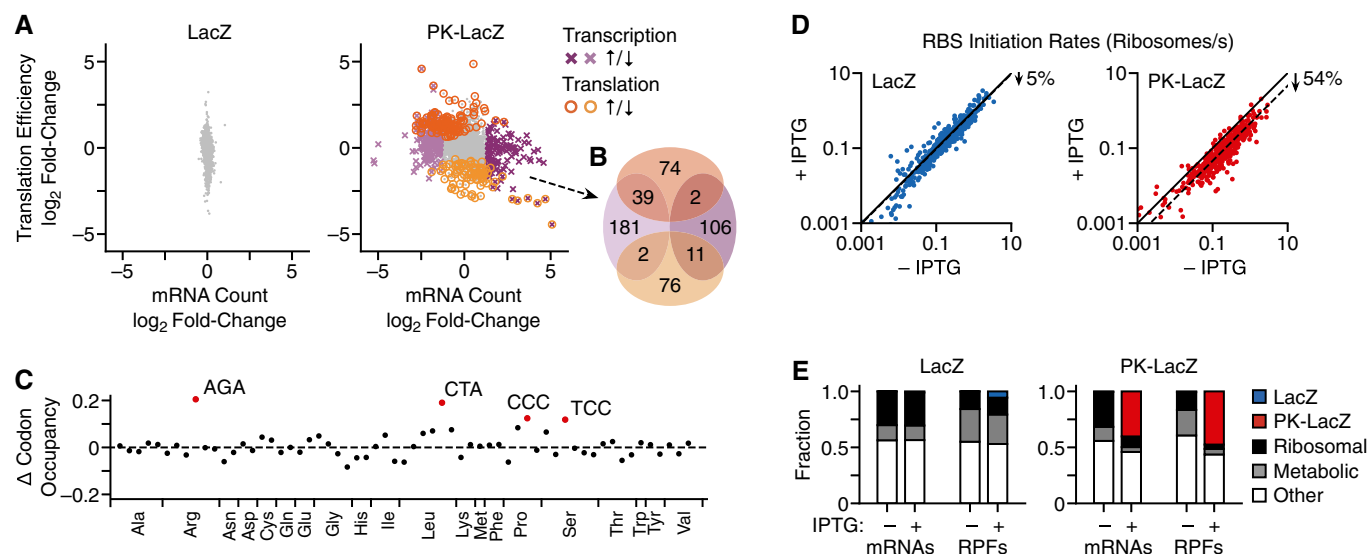 A
LacZ
PK-LacZ
Translation Efficiency
log2 Fold-Change
5
0
−5
−5
0
5
mRNA Count
log2 Fold-Change
5
0
−5
−5
0
5
mRNA Count
log2 Fold-Change
Transcription
↑/↓
Translation
↑/↓
B
74
39
2
181
106
2
11
76
C
Δ Codon
Occupancy
0.2
0
−0.2
AGA
CTA
CCC
TCC
Ala
Arg
Asn
Asp
Cys
Gln
Glu
Gly
His
Ile
Leu
Lys
Met
Phe
Pro
Ser
Thr
Trp
Tyr
Val
D
RBS Initiation Rates (Ribosomes/s)
LacZ
↓5%
+ IPTG
10
0.1
0.001
0.001
0.1
10
− IPTG
PK-LacZ
↓54%
+ IPTG
10
0.1
0.001
0.001
0.1
10
− IPTG
E
LacZ
PK-LacZ
Fraction
1.0
0.5
0
1.0
0.5
0
IPTG:
−
+
−
+
−
+
−
+
mRNAs
RPFs
mRNAs
RPFs
LacZ
PK-LacZ
Ribosomal
Metabolic
Other